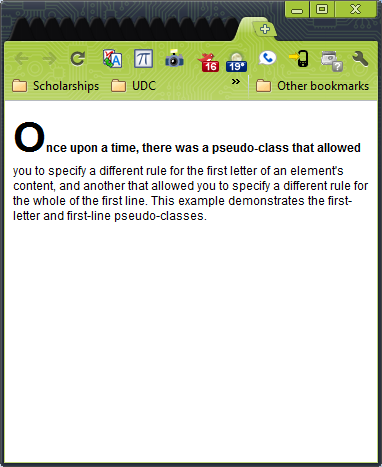 16
19°
?
Scholarships
UDC
»
Other bookmarks
Once upon a time, there was a pseudo-class that allowed
you to specify a different rule for the first letter of an element's
content, and another that allowed you to specify a different rule for
the whole of the first line. This example demonstrates the first-
letter and first-line pseudo-classes.